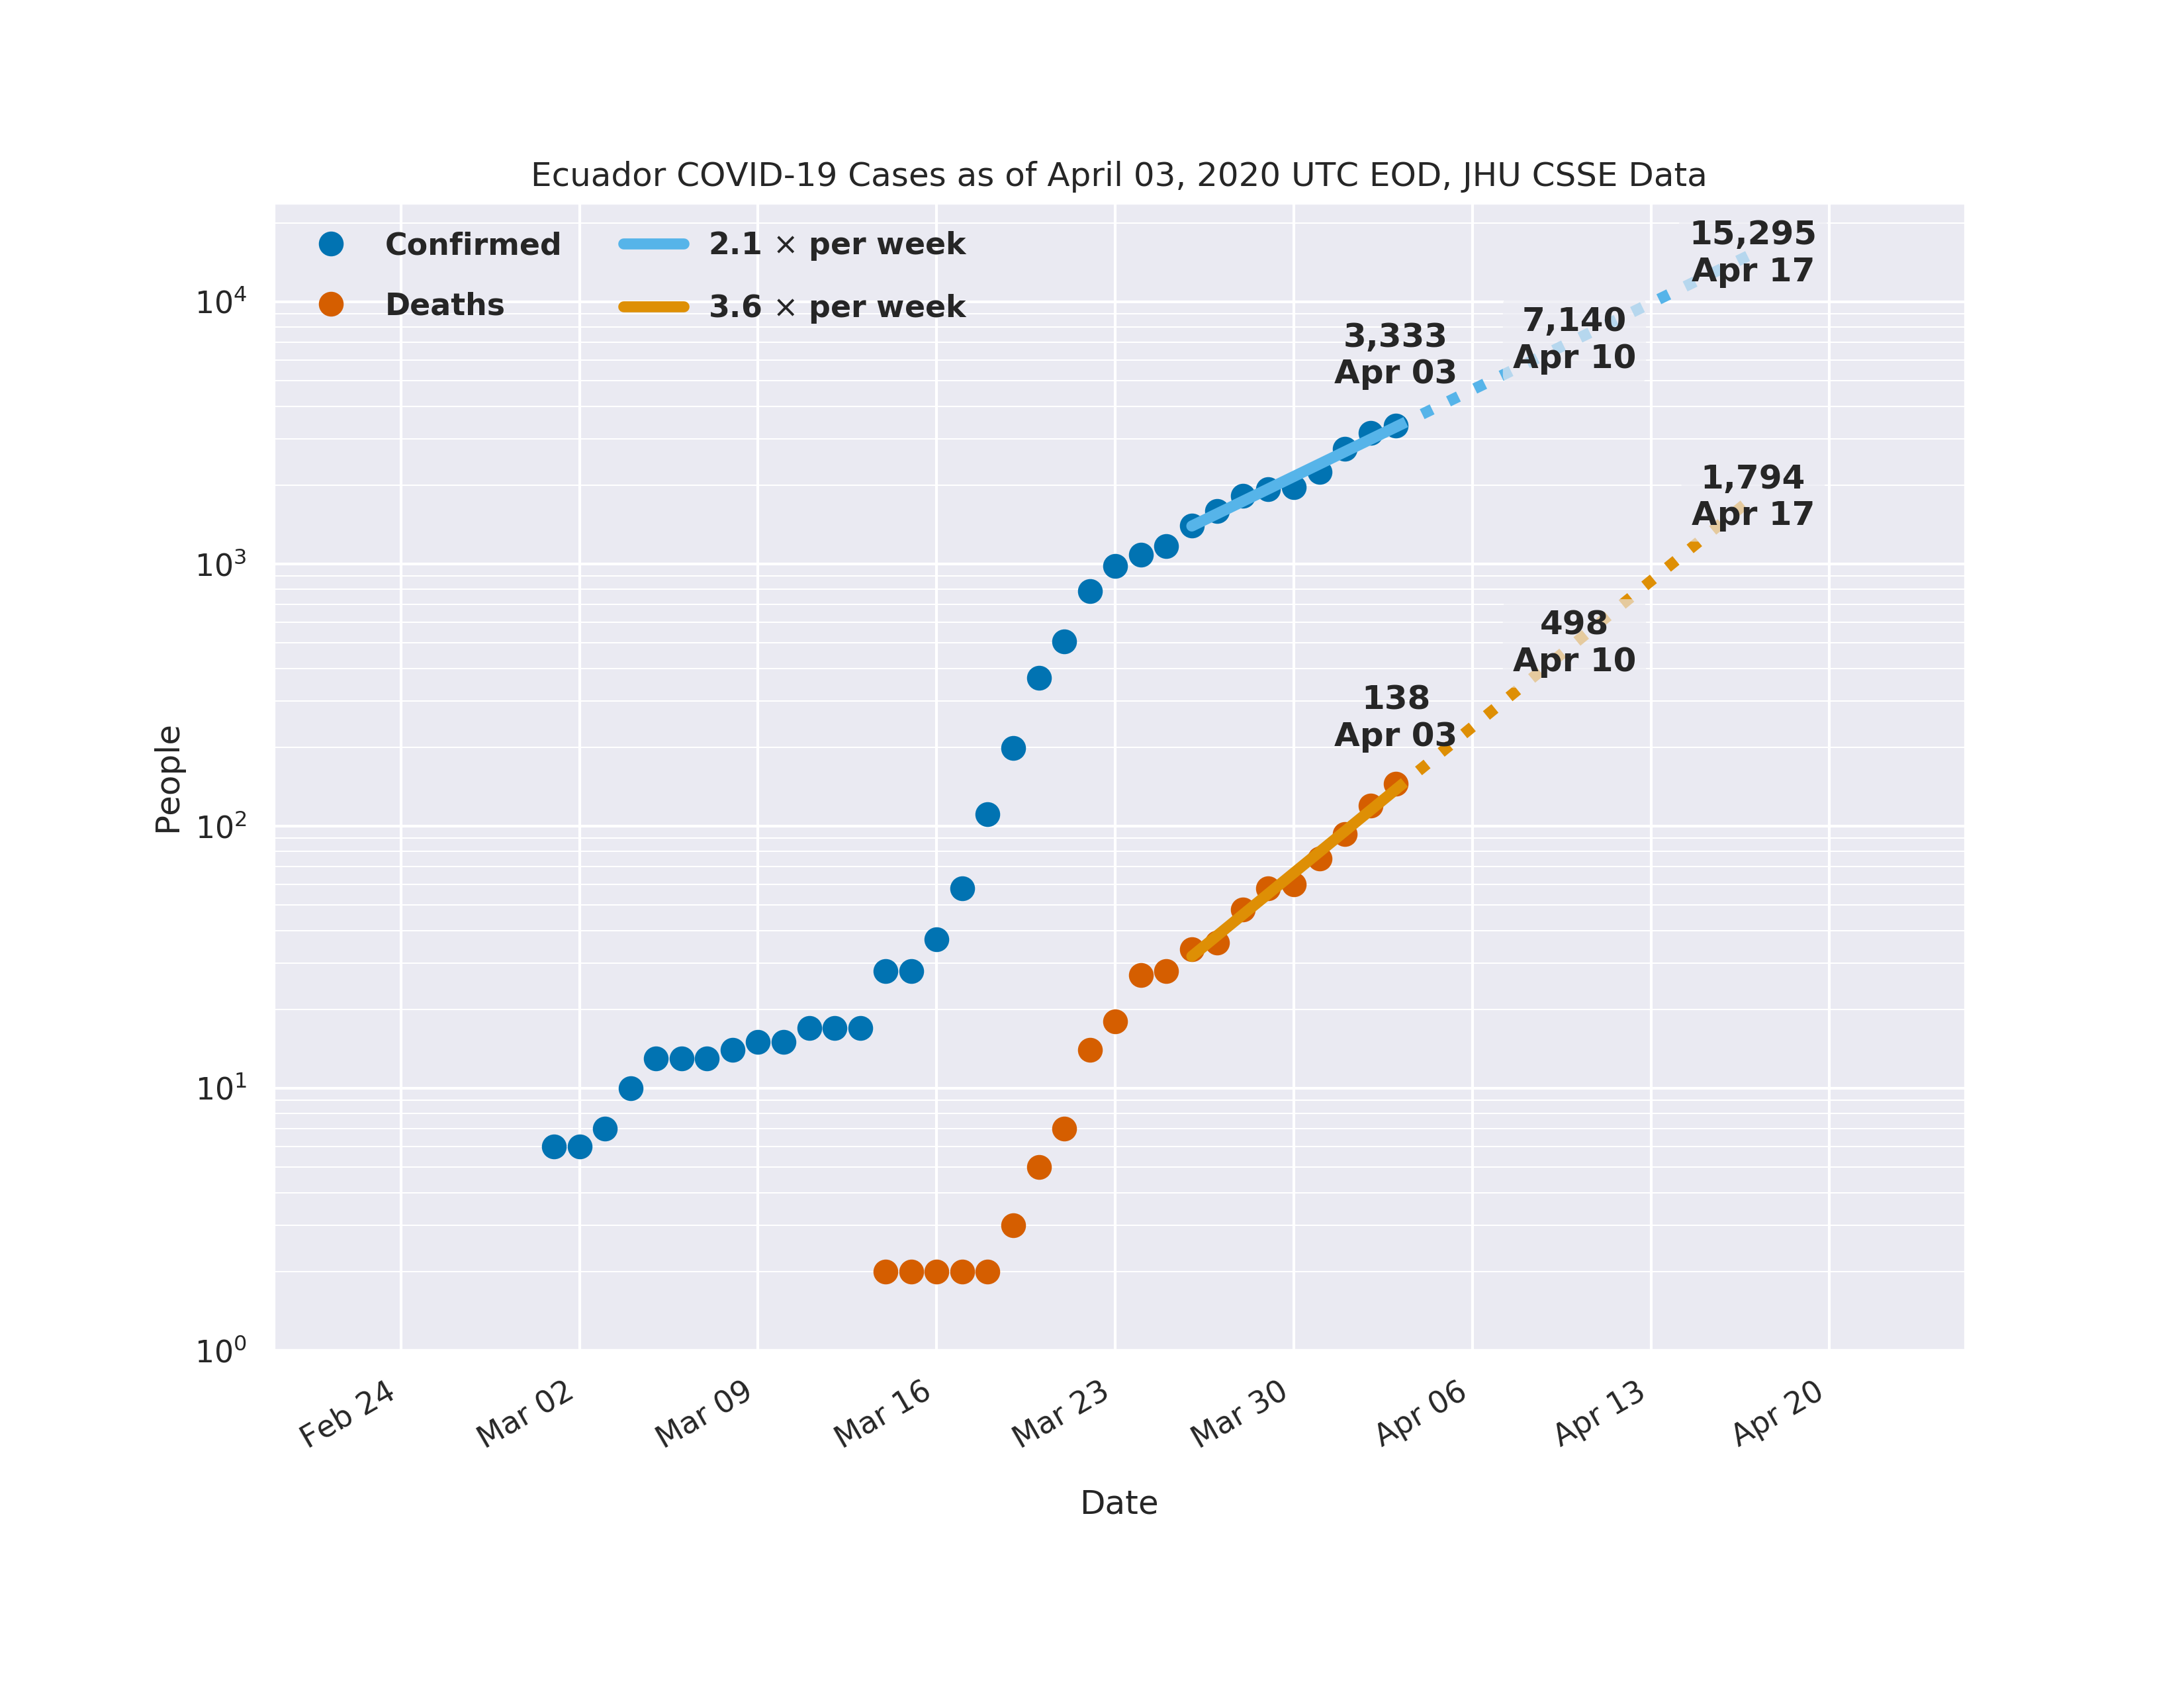 Ecuador COVID-19 Cases as of April 03, 2020 UTC EOD, JHU CSSE Data
Confirmed
Deaths
2.1 × per week
3.6 × per week
15,295
Apr 17
7,140
Apr 10
3,333
Apr 03
1,794
Apr 17
498
Apr 10
138
Apr 03
People
10⁴
10³
10²
10¹
10⁰
Feb 24
Mar 02
Mar 09
Mar 16
Mar 23
Mar 30
Apr 06
Apr 13
Apr 20
Date